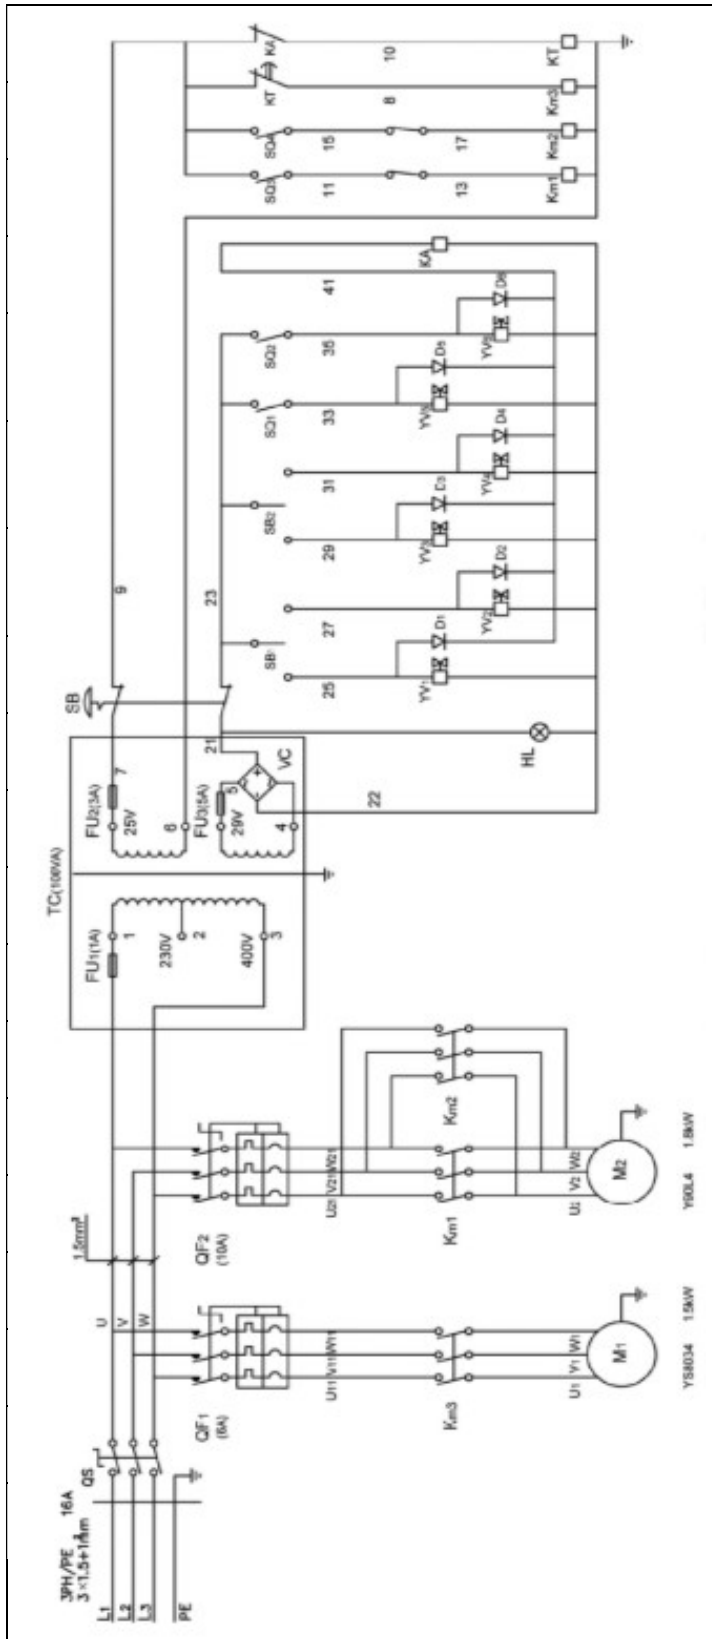 3PH/PE 16A
3×1.5+1mm²
L1
L2
L3
PE
QS
U
V
W
1.5mm²
QF1
(6A)
U11 V11 W11
Km3
U1 V1 W1
M1
YS8034 1.5kW
QF2
(10A)
U21 V21 W21
Km1
Km2
U2 V2 W2
M2
Y90L4 1.8kW
TC(100VA)
FU1(1A)
1
230V
2
400V
3
FU2(3A)
25V
7
6
FU3(5A)
29V
5
4
VC
21
22
HL
SB
9
23
SB1
25
27
YV1
D1
YV2
D2
SB2
29
31
YV3
D3
YV4
D4
SQ1
33
D5
SQ2
35
D6
41
KA
SQ3
11
13
Km1
SQ4
15
17
Km2
KT
8
Km3
KA
10
KT